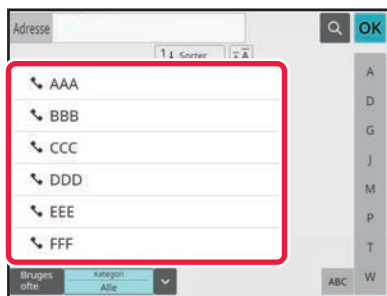 Adresse
OK
Sorter
AAA
BBB
CCC
DDD
EEE
FFF
A
D
G
J
M
P
T
W
Bruges
ofte
Kategori
Alle
ABC